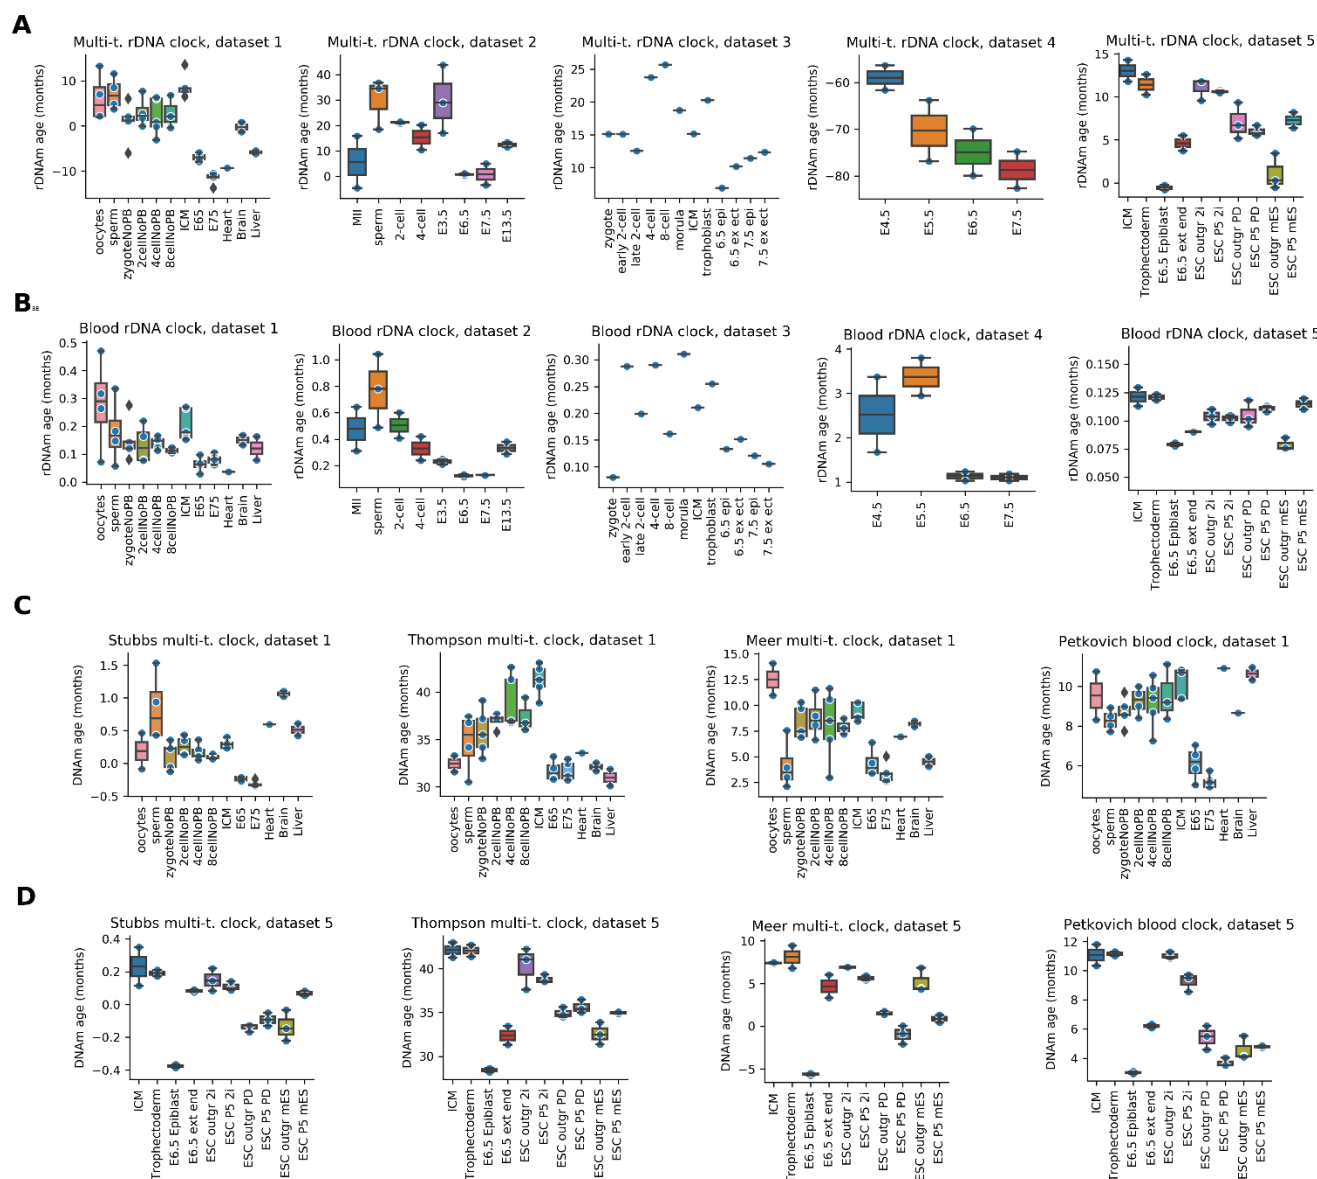 A
Multi-t. rDNA clock, dataset 1
rDNAm age (months)
10
0
−10
oocytes
sperm
zygoteNoPB
2cellNoPB
4cellNoPB
8cellNoPB
ICM
E65
E75
Heart
Brain
Liver
Multi-t. rDNA clock, dataset 2
rDNAm age (months)
40
30
20
10
0
MII
sperm
2-cell
4-cell
E3.5
E6.5
E7.5
E13.5
Multi-t. rDNA clock, dataset 3
rDNAm age (months)
25
20
15
10
zygote
early 2-cell
late 2-cell
4-cell
8-cell
morula
ICM
trophoblast
6.5 epi
6.5 ex ect
7.5 epi
7.5 ex ect
Multi-t. rDNA clock, dataset 4
rDNAm age (months)
−60
−70
−80
E4.5
E5.5
E6.5
E7.5
Multi-t. rDNA clock, dataset 5
rDNAm age (months)
15
10
5
0
ICM
Trophectoderm
E6.5 Epiblast
E6.5 ext end
ESC outgr 2i
ESC P5 2i
ESC outgr PD
ESC P5 PD
ESC outgr mES
ESC P5 mES
B
Blood rDNA clock, dataset 1
rDNAm age (months)
0.5
0.4
0.3
0.2
0.1
0.0
oocytes
sperm
zygoteNoPB
2cellNoPB
4cellNoPB
8cellNoPB
ICM
E65
E75
Heart
Brain
Liver
Blood rDNA clock, dataset 2
rDNAm age (months)
1.0
0.8
0.6
0.4
0.2
MII
sperm
2-cell
4-cell
E3.5
E6.5
E7.5
E13.5
Blood rDNA clock, dataset 3
rDNAm age (months)
0.30
0.25
0.20
0.15
0.10
zygote
early 2-cell
late 2-cell
4-cell
8-cell
morula
ICM
trophoblast
6.5 epi
6.5 ex ect
7.5 epi
7.5 ex ect
Blood rDNA clock, dataset 4
rDNAm age (months)
4
3
2
1
E4.5
E5.5
E6.5
E7.5
Blood rDNA clock, dataset 5
rDNAm age (months)
0.150
0.125
0.100
0.075
0.050
ICM
Trophectoderm
E6.5 Epiblast
E6.5 ext end
ESC outgr 2i
ESC P5 2i
ESC outgr PD
ESC P5 PD
ESC outgr mES
ESC P5 mES
C
Stubbs multi-t. clock, dataset 1
DNAm age (months)
1.5
1.0
0.5
0.0
−0.5
oocytes
sperm
zygoteNoPB
2cellNoPB
4cellNoPB
8cellNoPB
ICM
E65
E75
Heart
Brain
Liver
Thompson multi-t. clock, dataset 1
DNAm age (months)
40
35
30
oocytes
sperm
zygoteNoPB
2cellNoPB
4cellNoPB
8cellNoPB
ICM
E65
E75
Heart
Brain
Liver
Meer multi-t. clock, dataset 1
DNAm age (months)
15.0
12.5
10.0
7.5
5.0
2.5
oocytes
sperm
zygoteNoPB
2cellNoPB
4cellNoPB
8cellNoPB
ICM
E65
E75
Heart
Brain
Liver
Petkovich blood clock, dataset 1
DNAm age (months)
10
8
6
oocytes
sperm
zygoteNoPB
2cellNoPB
4cellNoPB
8cellNoPB
ICM
E65
E75
Heart
Brain
Liver
D
Stubbs multi-t. clock, dataset 5
DNAm age (months)
0.4
0.2
0.0
−0.2
−0.4
ICM
Trophectoderm
E6.5 Epiblast
E6.5 ext end
ESC outgr 2i
ESC P5 2i
ESC outgr PD
ESC P5 PD
ESC outgr mES
ESC P5 mES
Thompson multi-t. clock, dataset 5
DNAm age (months)
40
35
30
ICM
Trophectoderm
E6.5 Epiblast
E6.5 ext end
ESC outgr 2i
ESC P5 2i
ESC outgr PD
ESC P5 PD
ESC outgr mES
ESC P5 mES
Meer multi-t. clock, dataset 5
DNAm age (months)
10
5
0
−5
ICM
Trophectoderm
E6.5 Epiblast
E6.5 ext end
ESC outgr 2i
ESC P5 2i
ESC outgr PD
ESC P5 PD
ESC outgr mES
ESC P5 mES
Petkovich blood clock, dataset 5
DNAm age (months)
12
10
8
6
4
ICM
Trophectoderm
E6.5 Epiblast
E6.5 ext end
ESC outgr 2i
ESC P5 2i
ESC outgr PD
ESC P5 PD
ESC outgr mES
ESC P5 mES